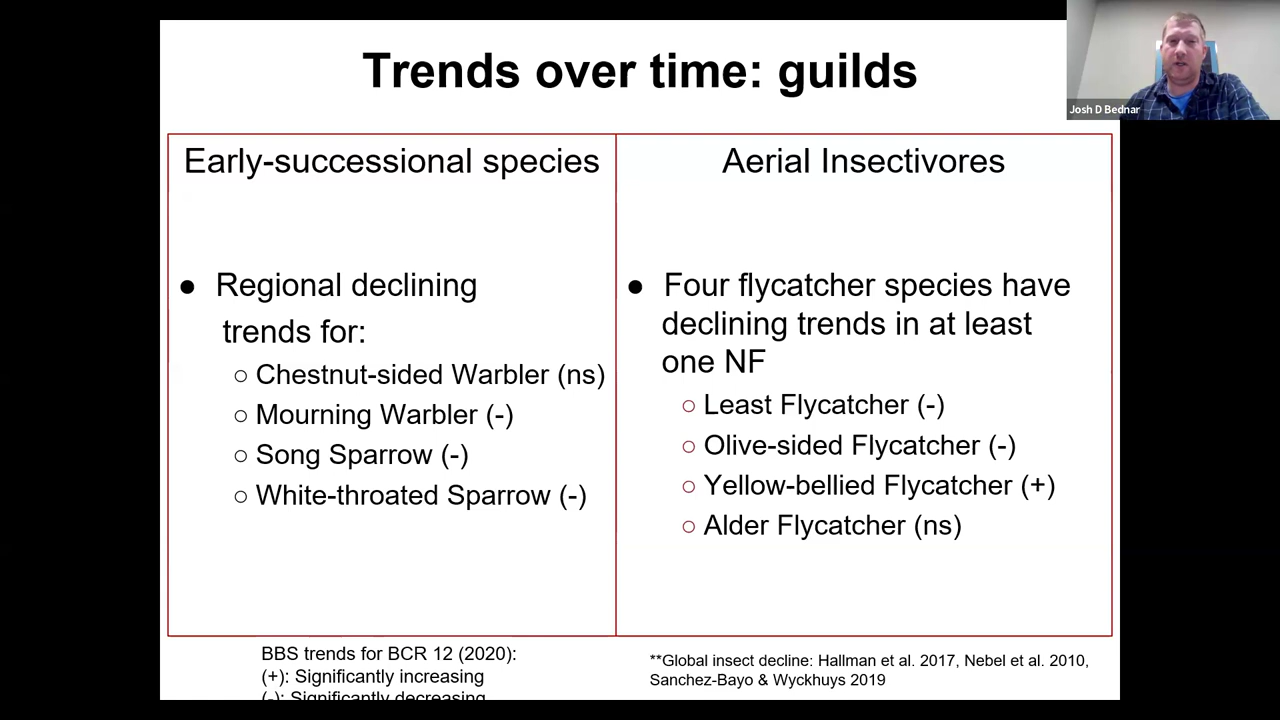 Trends over time: guilds
Josh D Bednar
Early-successional species
● Regional declining
trends for:
○ Chestnut-sided Warbler (ns)
○ Mourning Warbler (-)
○ Song Sparrow (-)
○ White-throated Sparrow (-)
Aerial Insectivores
● Four flycatcher species have
declining trends in at least
one NF
○ Least Flycatcher (-)
○ Olive-sided Flycatcher (-)
○ Yellow-bellied Flycatcher (+)
○ Alder Flycatcher (ns)
BBS trends for BCR 12 (2020):
(+): Significantly increasing
(-): Significantly decreasing
**Global insect decline: Hallman et al. 2017, Nebel et al. 2010,
Sanchez-Bayo & Wyckhuys 2019